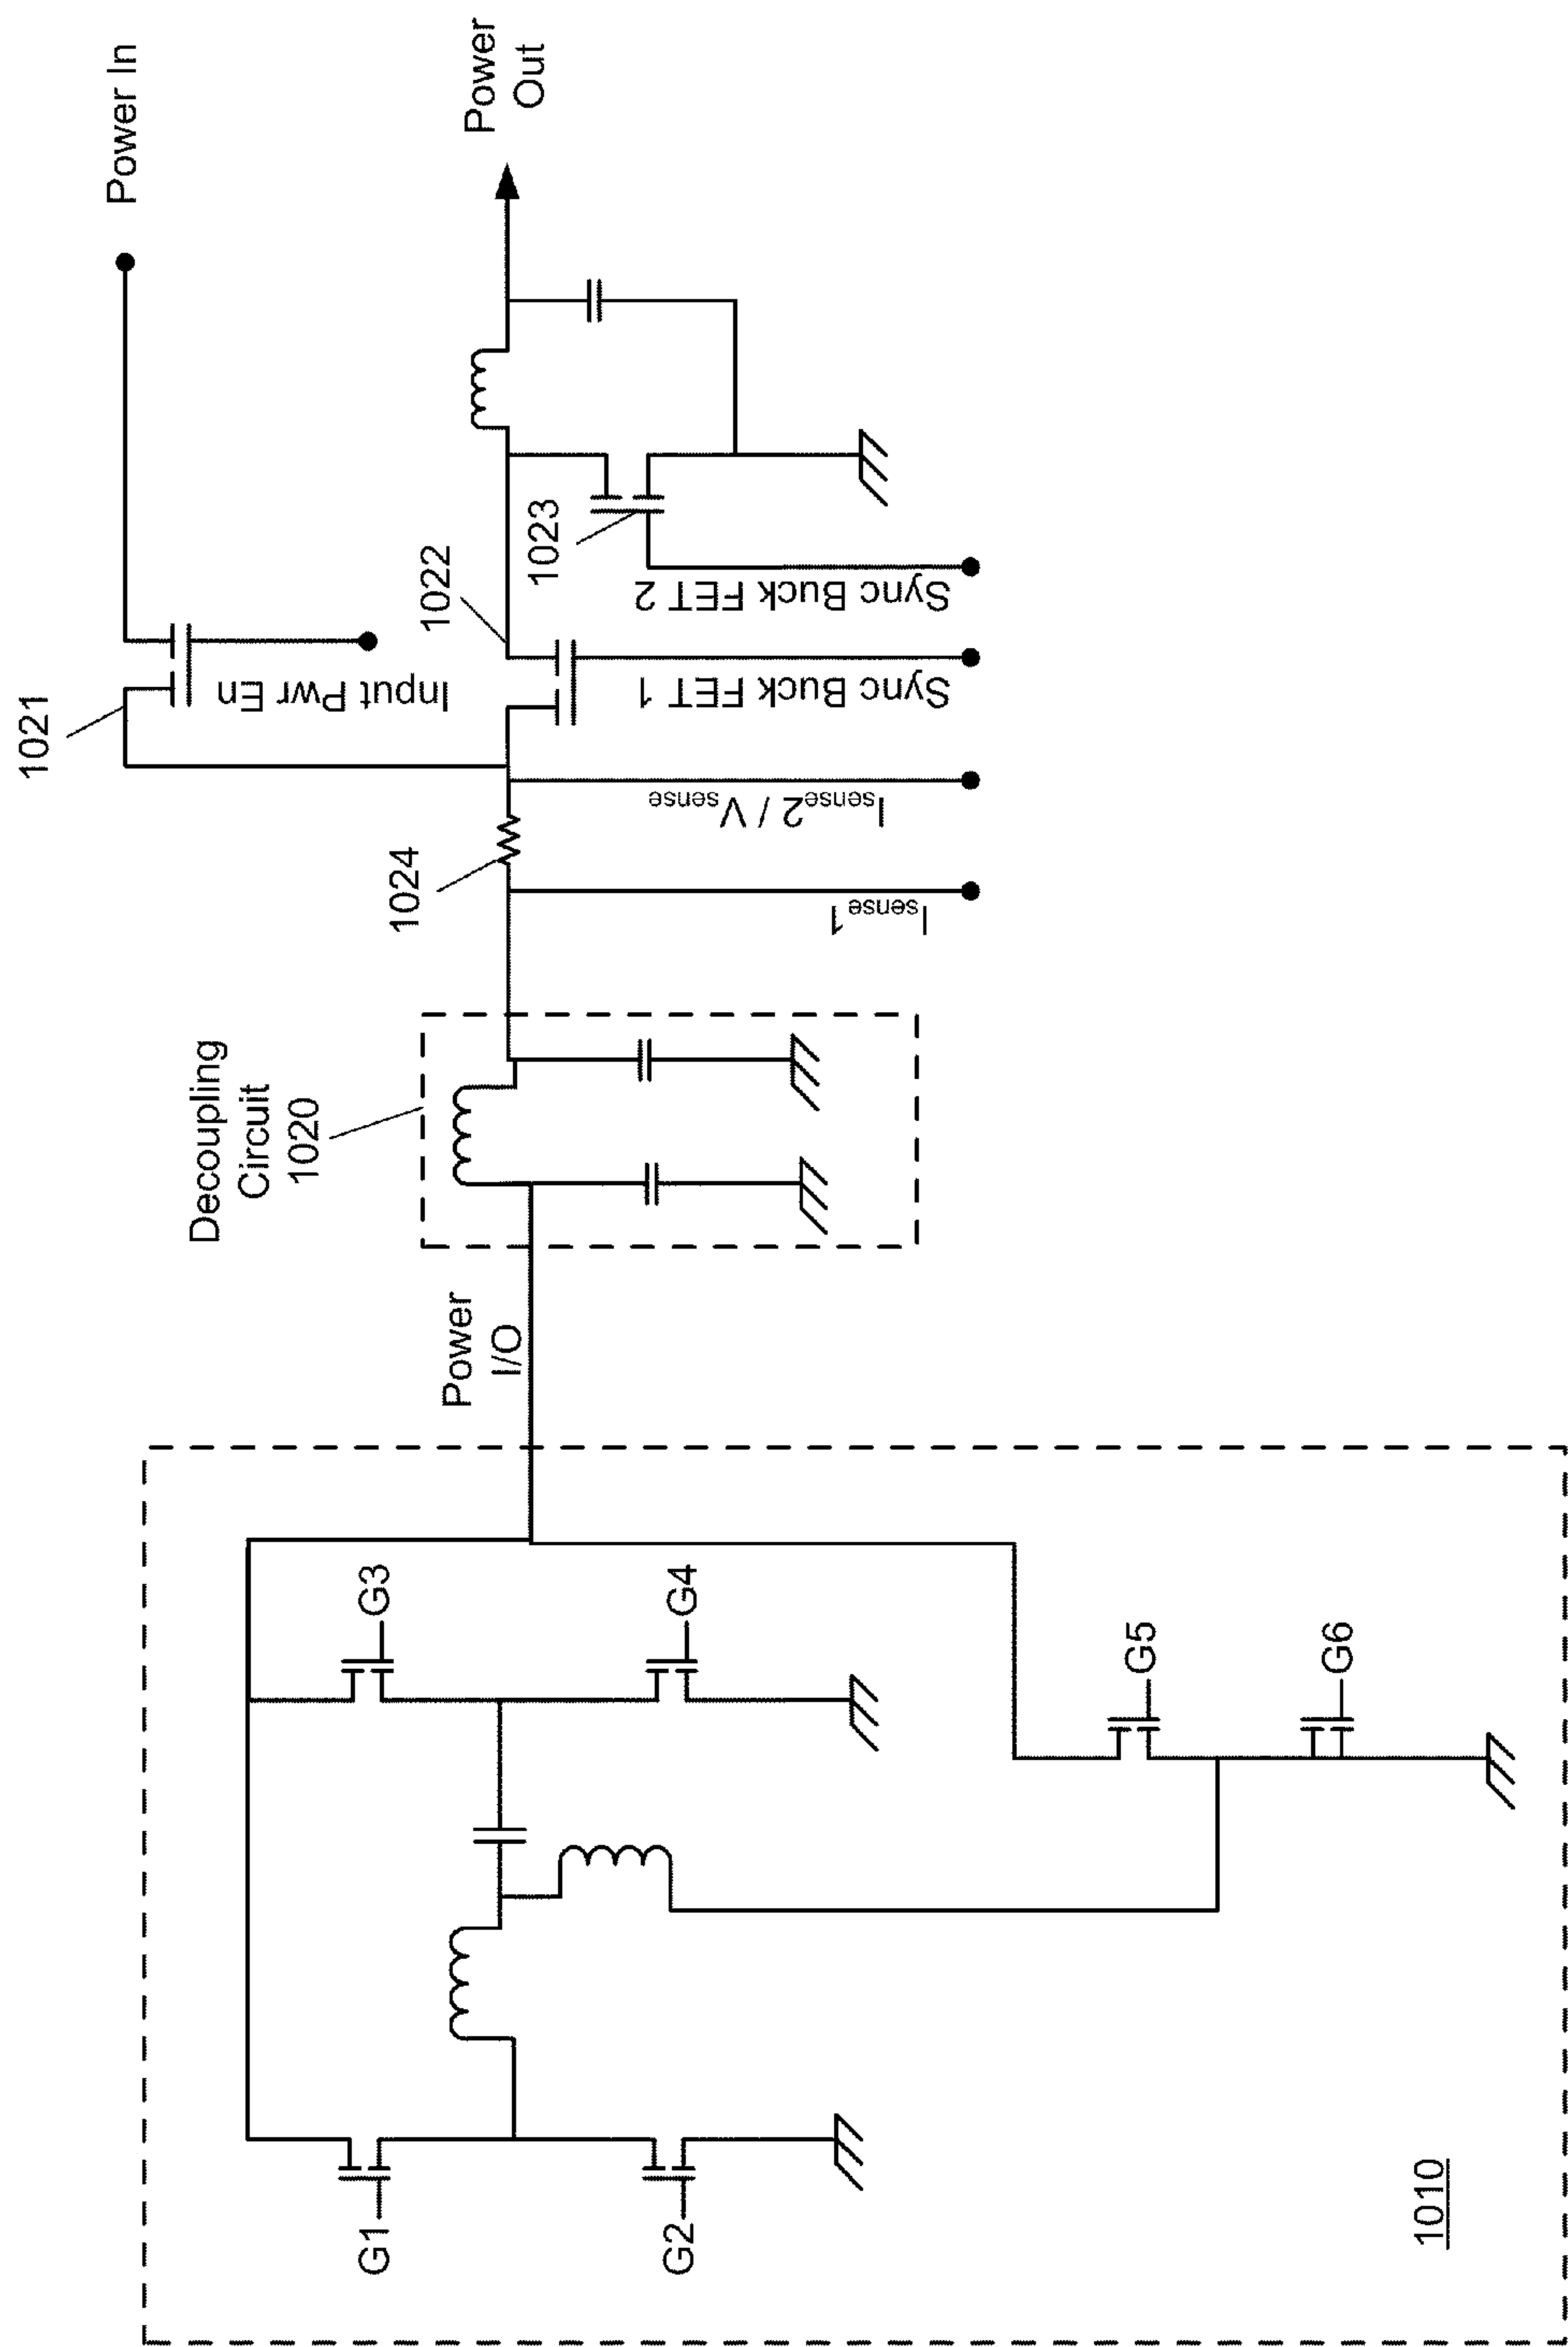 Power In
Power
Out
1021
Input Pwr En
1022
1023
Sync Buck FET 2
Sync Buck FET 1
Isense2 / Vsense
1024
Isense1
Decoupling
Circuit
1020
Power
I/O
G3
G4
G5
G6
G1
G2
1010